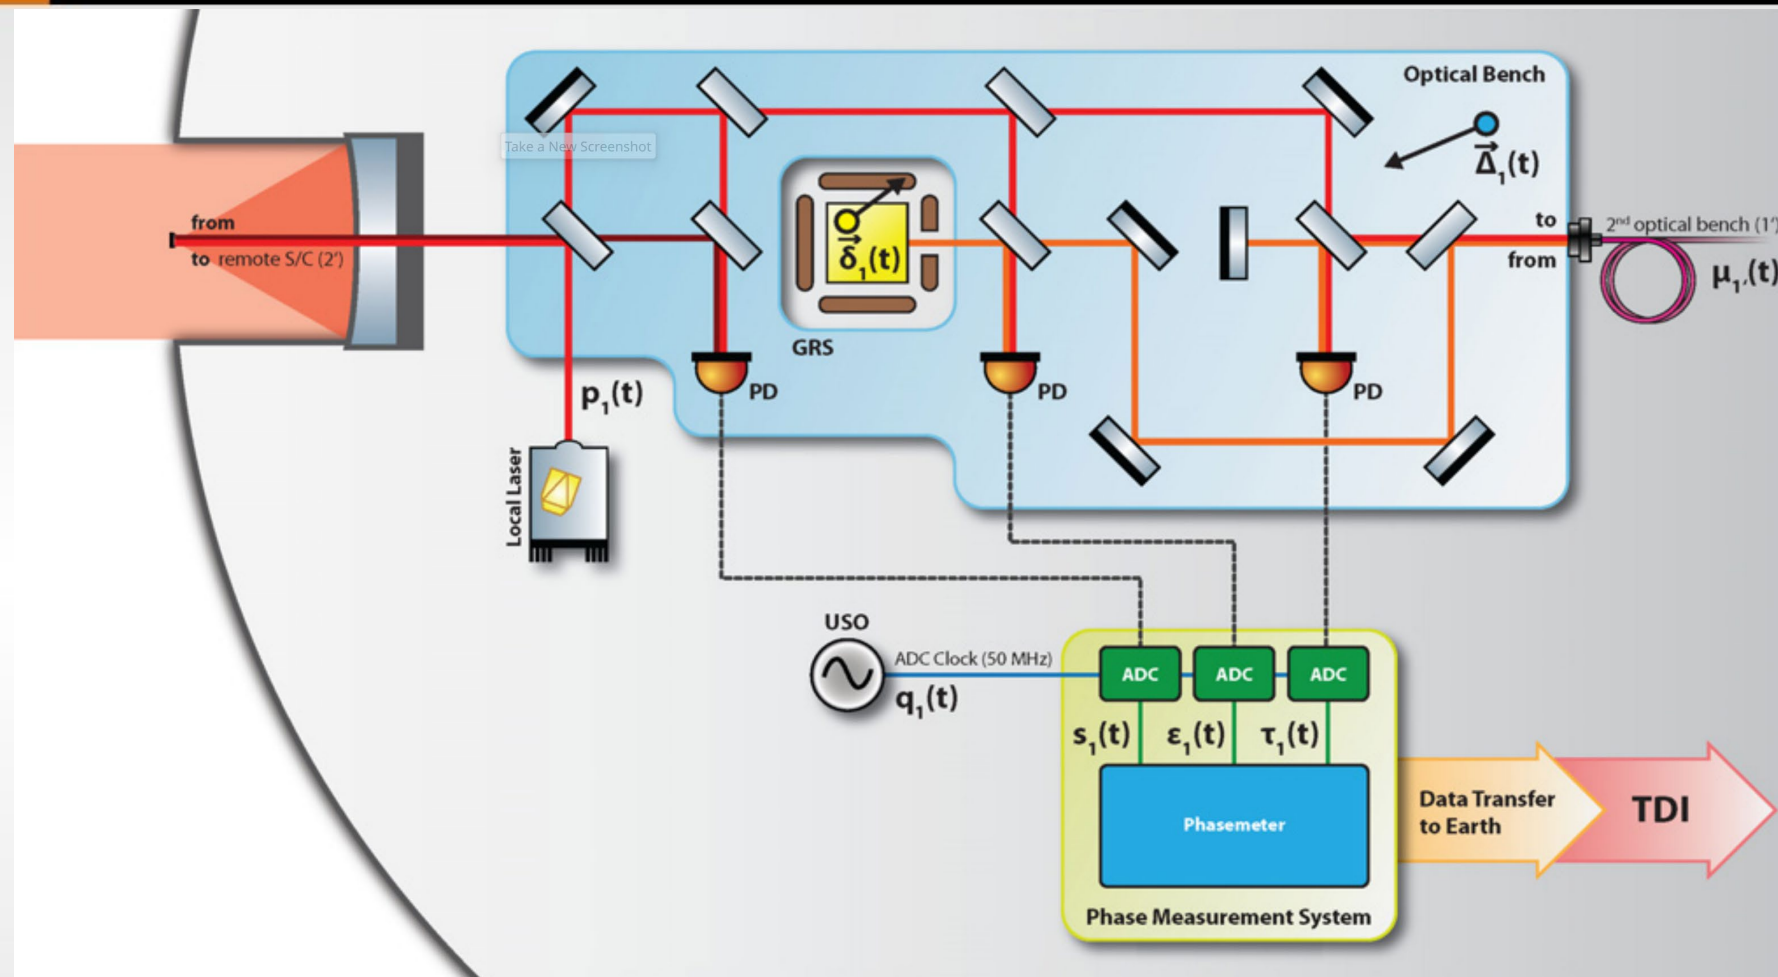 Optical Bench
Take a New Screenshot
Δ⃗₁(t)
from
to remote S/C (2′)
δ⃗₁(t)
to
from
2nd optical bench (1′)
μ₁′(t)
GRS
p₁(t)
PD
PD
PD
Local Laser
USO
ADC Clock (50 MHz)
q₁(t)
ADC
ADC
ADC
s₁(t)
ε₁(t)
τ₁(t)
Phasemeter
Data Transfer
to Earth
TDI
Phase Measurement System